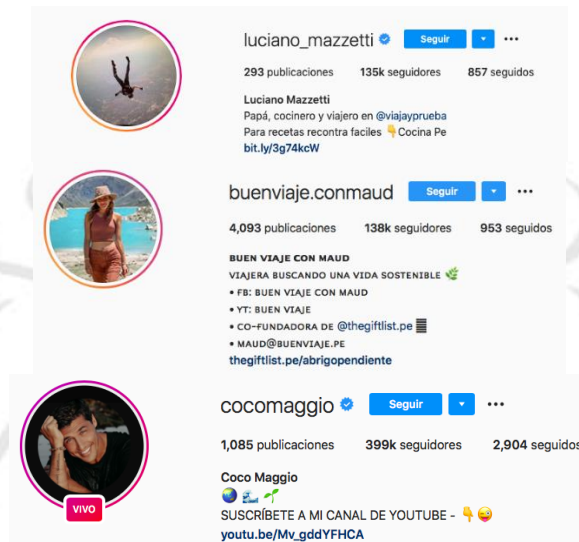 luciano_mazzetti Seguir
293 publicaciones 135k seguidores 857 seguidos
Luciano Mazzetti
Papá, cocinero y viajero en @viajayprueba
Para recetas recontra faciles 👇 Cocina Pe
bit.ly/3g74kcW
buenviaje.conmaud Seguir
4,093 publicaciones 138k seguidores 953 seguidos
BUEN VIAJE CON MAUD
VIAJERA BUSCANDO UNA VIDA SOSTENIBLE 🌿
• FB: BUEN VIAJE CON MAUD
• YT: BUEN VIAJE
• CO-FUNDADORA DE @thegiftlist.pe
• MAUD@BUENVIAJE.PE
thegiftlist.pe/abrigopendiente
cocomaggio Seguir
1,085 publicaciones 399k seguidores 2,904 seguidos
Coco Maggio
🌏 🌊 🌱
SUSCRÍBETE A MI CANAL DE YOUTUBE - 👇 😜
VIVO
youtu.be/Mv_gddYFHCA